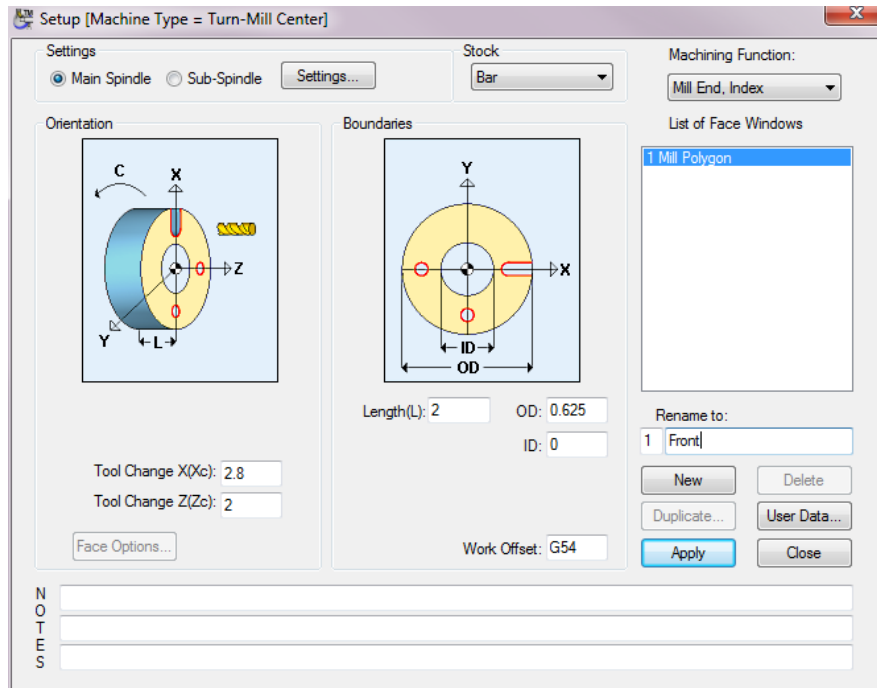 Setup [Machine Type = Turn-Mill Center]
Settings
Main Spindle
Sub-Spindle
Settings...
Stock
Bar
Machining Function:
Mill End, Index
Orientation
C
X
Z
Y
L
Tool Change X(Xc): 2.8
Tool Change Z(Zc): 2
Face Options...
Boundaries
Y
X
ID
OD
Length(L): 2
OD: 0.625
ID: 0
Work Offset: G54
List of Face Windows
1 Mill Polygon
Rename to:
1 Front
New
Delete
Duplicate...
User Data...
Apply
Close
N
O
T
E
S